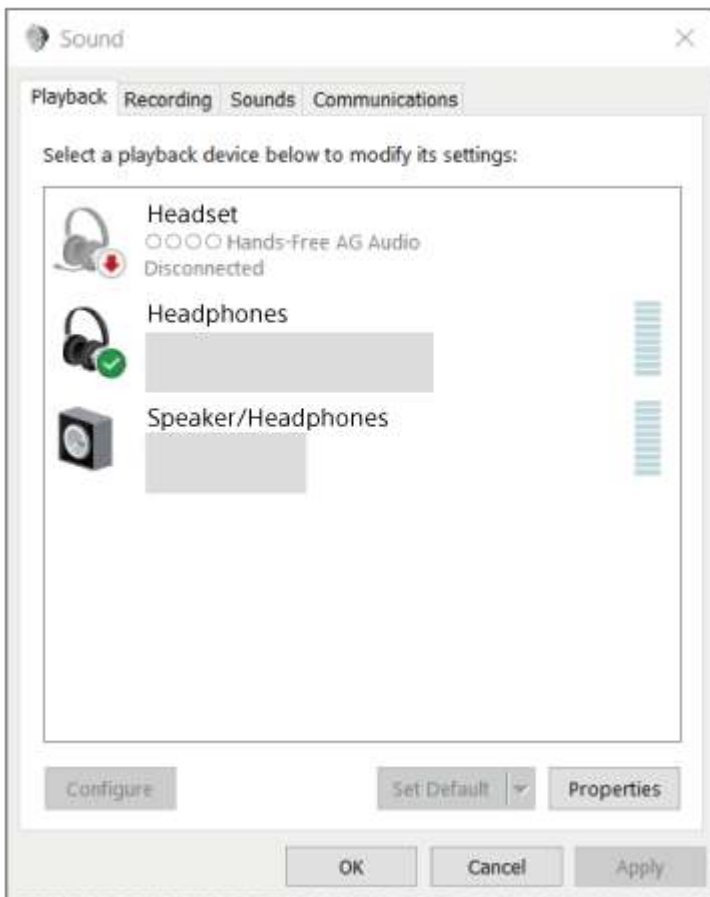 Sound
Playback Recording Sounds Communications
Select a playback device below to modify its settings:
Headset
○○○○ Hands-Free AG Audio
Disconnected
Headphones
Speaker/Headphones
Configure Set Default Properties
OK Cancel Apply